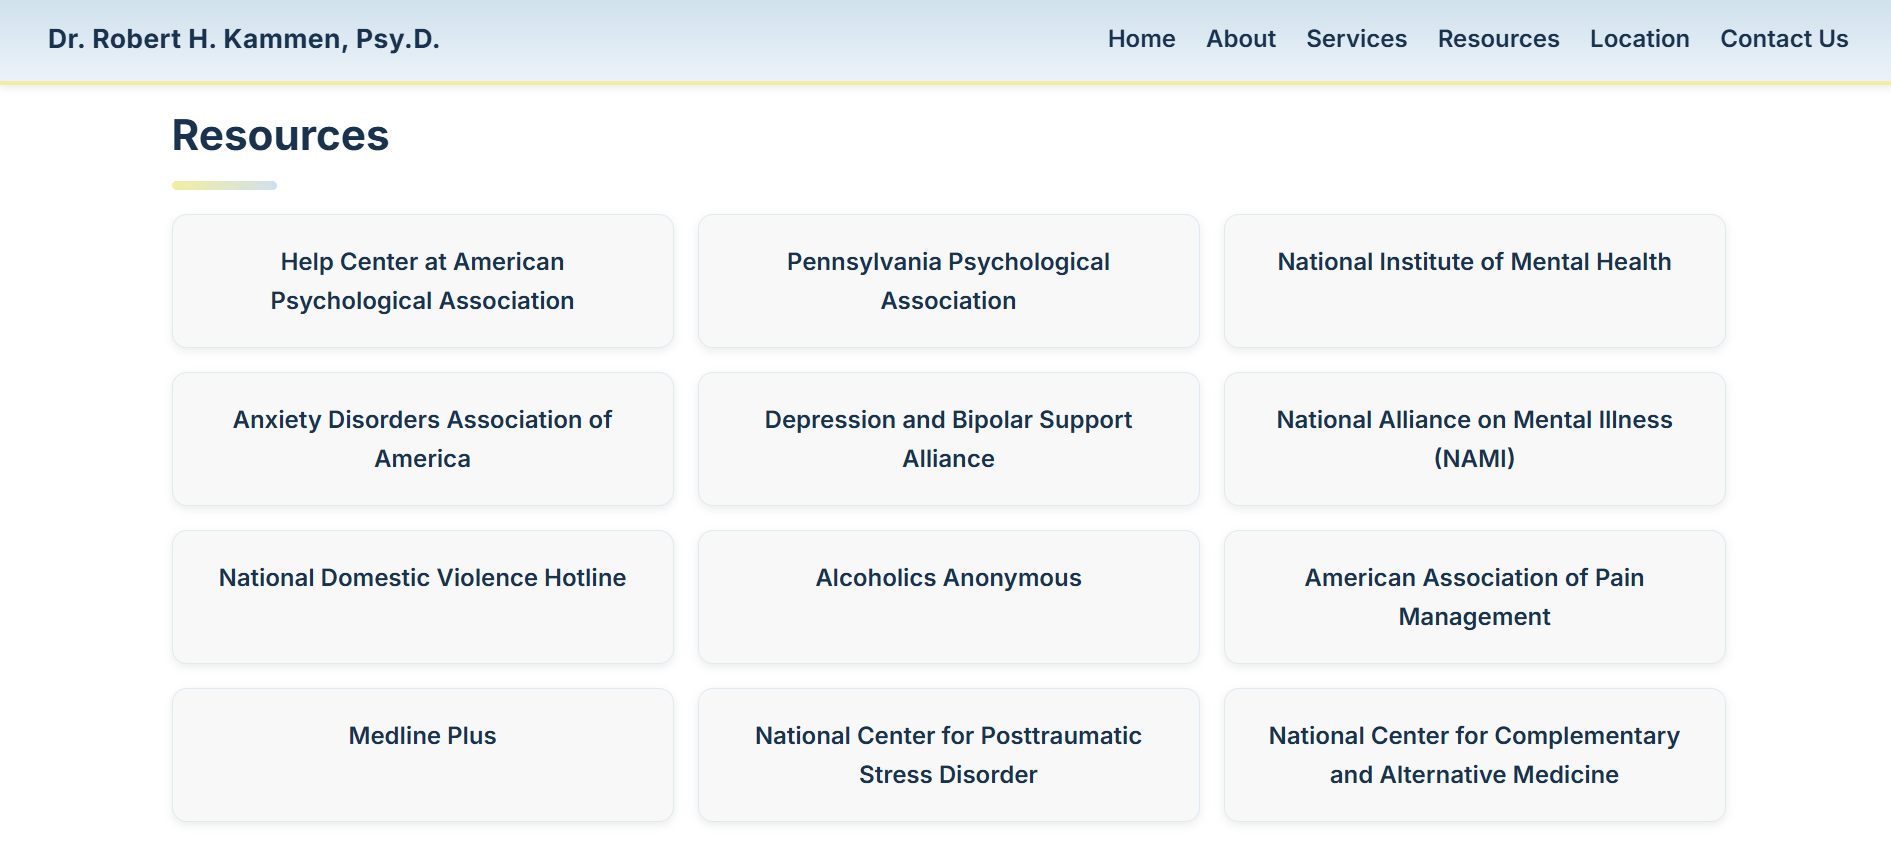 Dr. Robert H. Kammen, Psy.D.
Home About Services Resources Location Contact Us
Resources
Help Center at American
Psychological Association
Pennsylvania Psychological
Association
National Institute of Mental Health
Anxiety Disorders Association of
America
Depression and Bipolar Support
Alliance
National Alliance on Mental Illness
(NAMI)
National Domestic Violence Hotline
Alcoholics Anonymous
American Association of Pain
Management
Medline Plus
National Center for Posttraumatic
Stress Disorder
National Center for Complementary
and Alternative Medicine